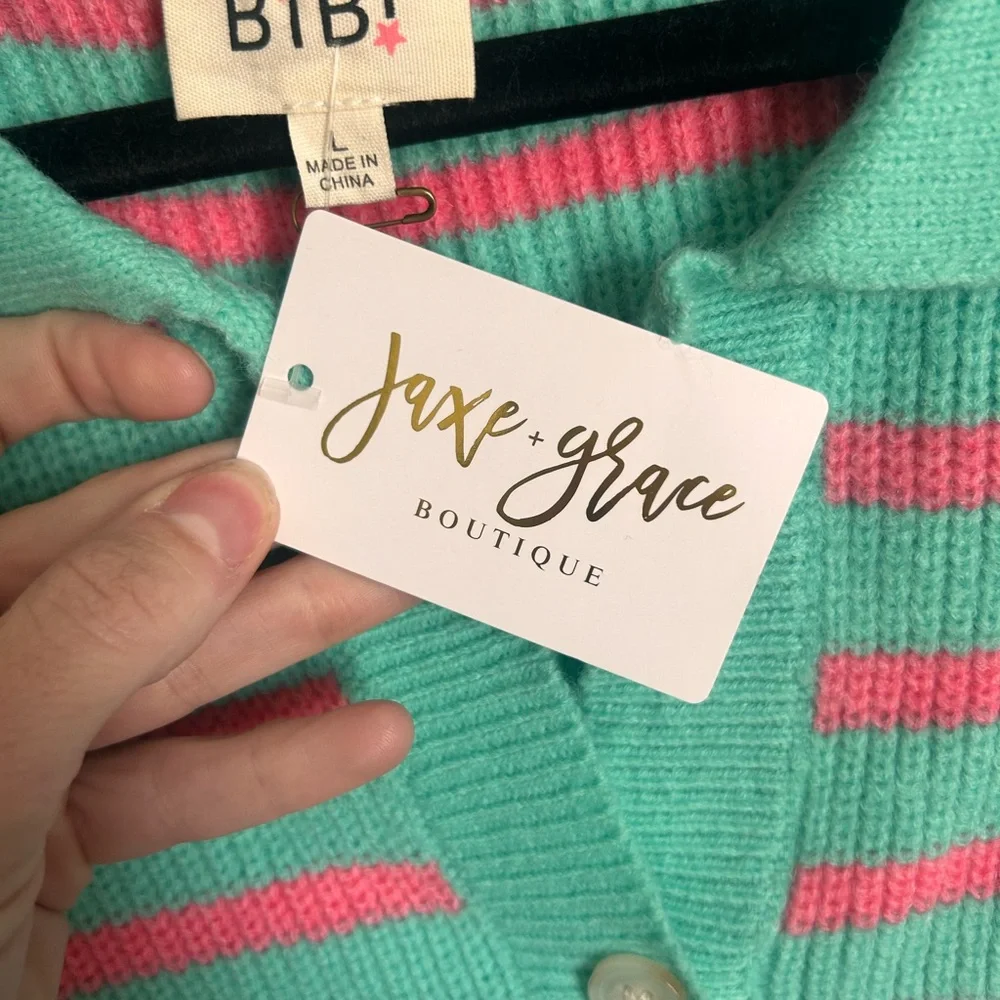 BiBi
L
MADE IN
CHINA
Jaxe + grace
BOUTIQUE